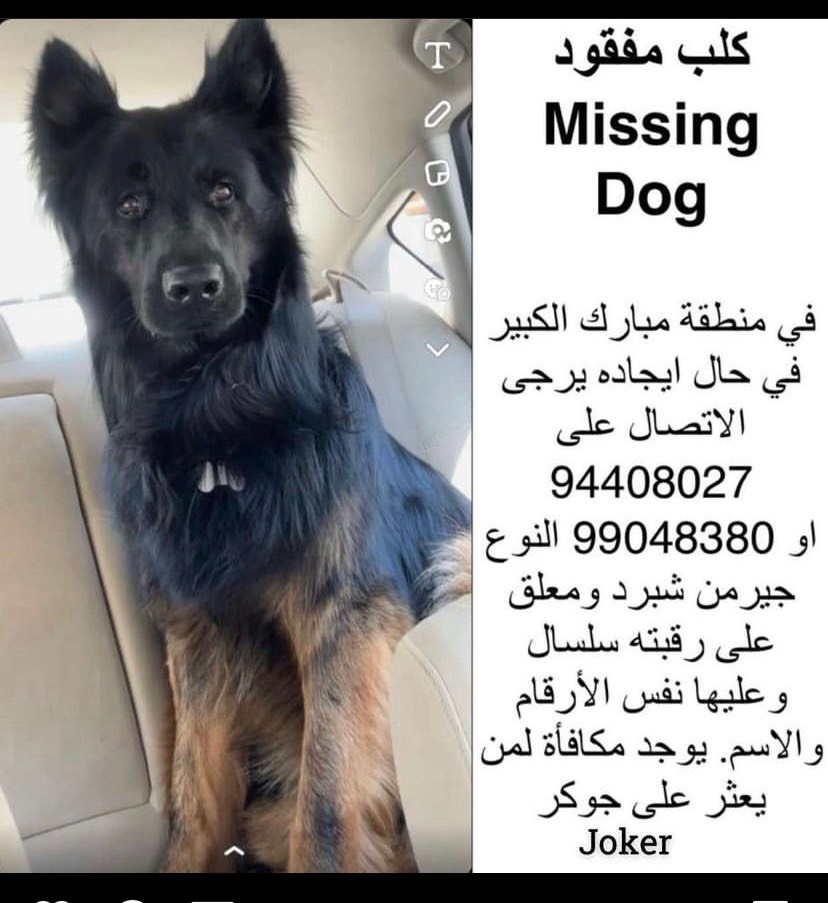 T
كلب مفقود
Missing
Dog
في منطقة مبارك الكبير
في حال ايجاده يرجى
الاتصال على
94408027
او 99048380 النوع
جيرمن شبرد ومعلق
على رقبته سلسال
وعليها نفس الأرقام
والاسم. يوجد مكافأة لمن
يعثر على جوكر
Joker